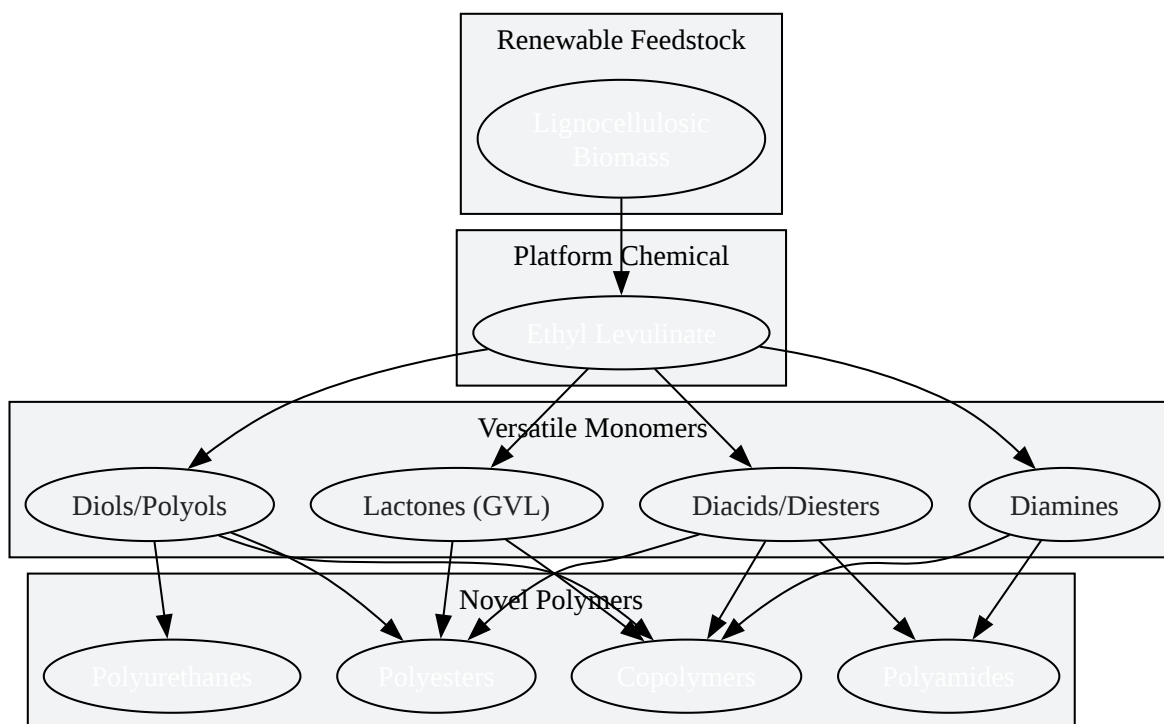 Renewable Feedstock
Lignocellulosic
Biomass
Platform Chemical
Ethyl Levulinate
Versatile Monomers
Diols/Polyols
Lactones (GVL)
Diacids/Diesters
Diamines
Novel Polymers
Polyurethanes
Polyesters
Copolymers
Polyamides